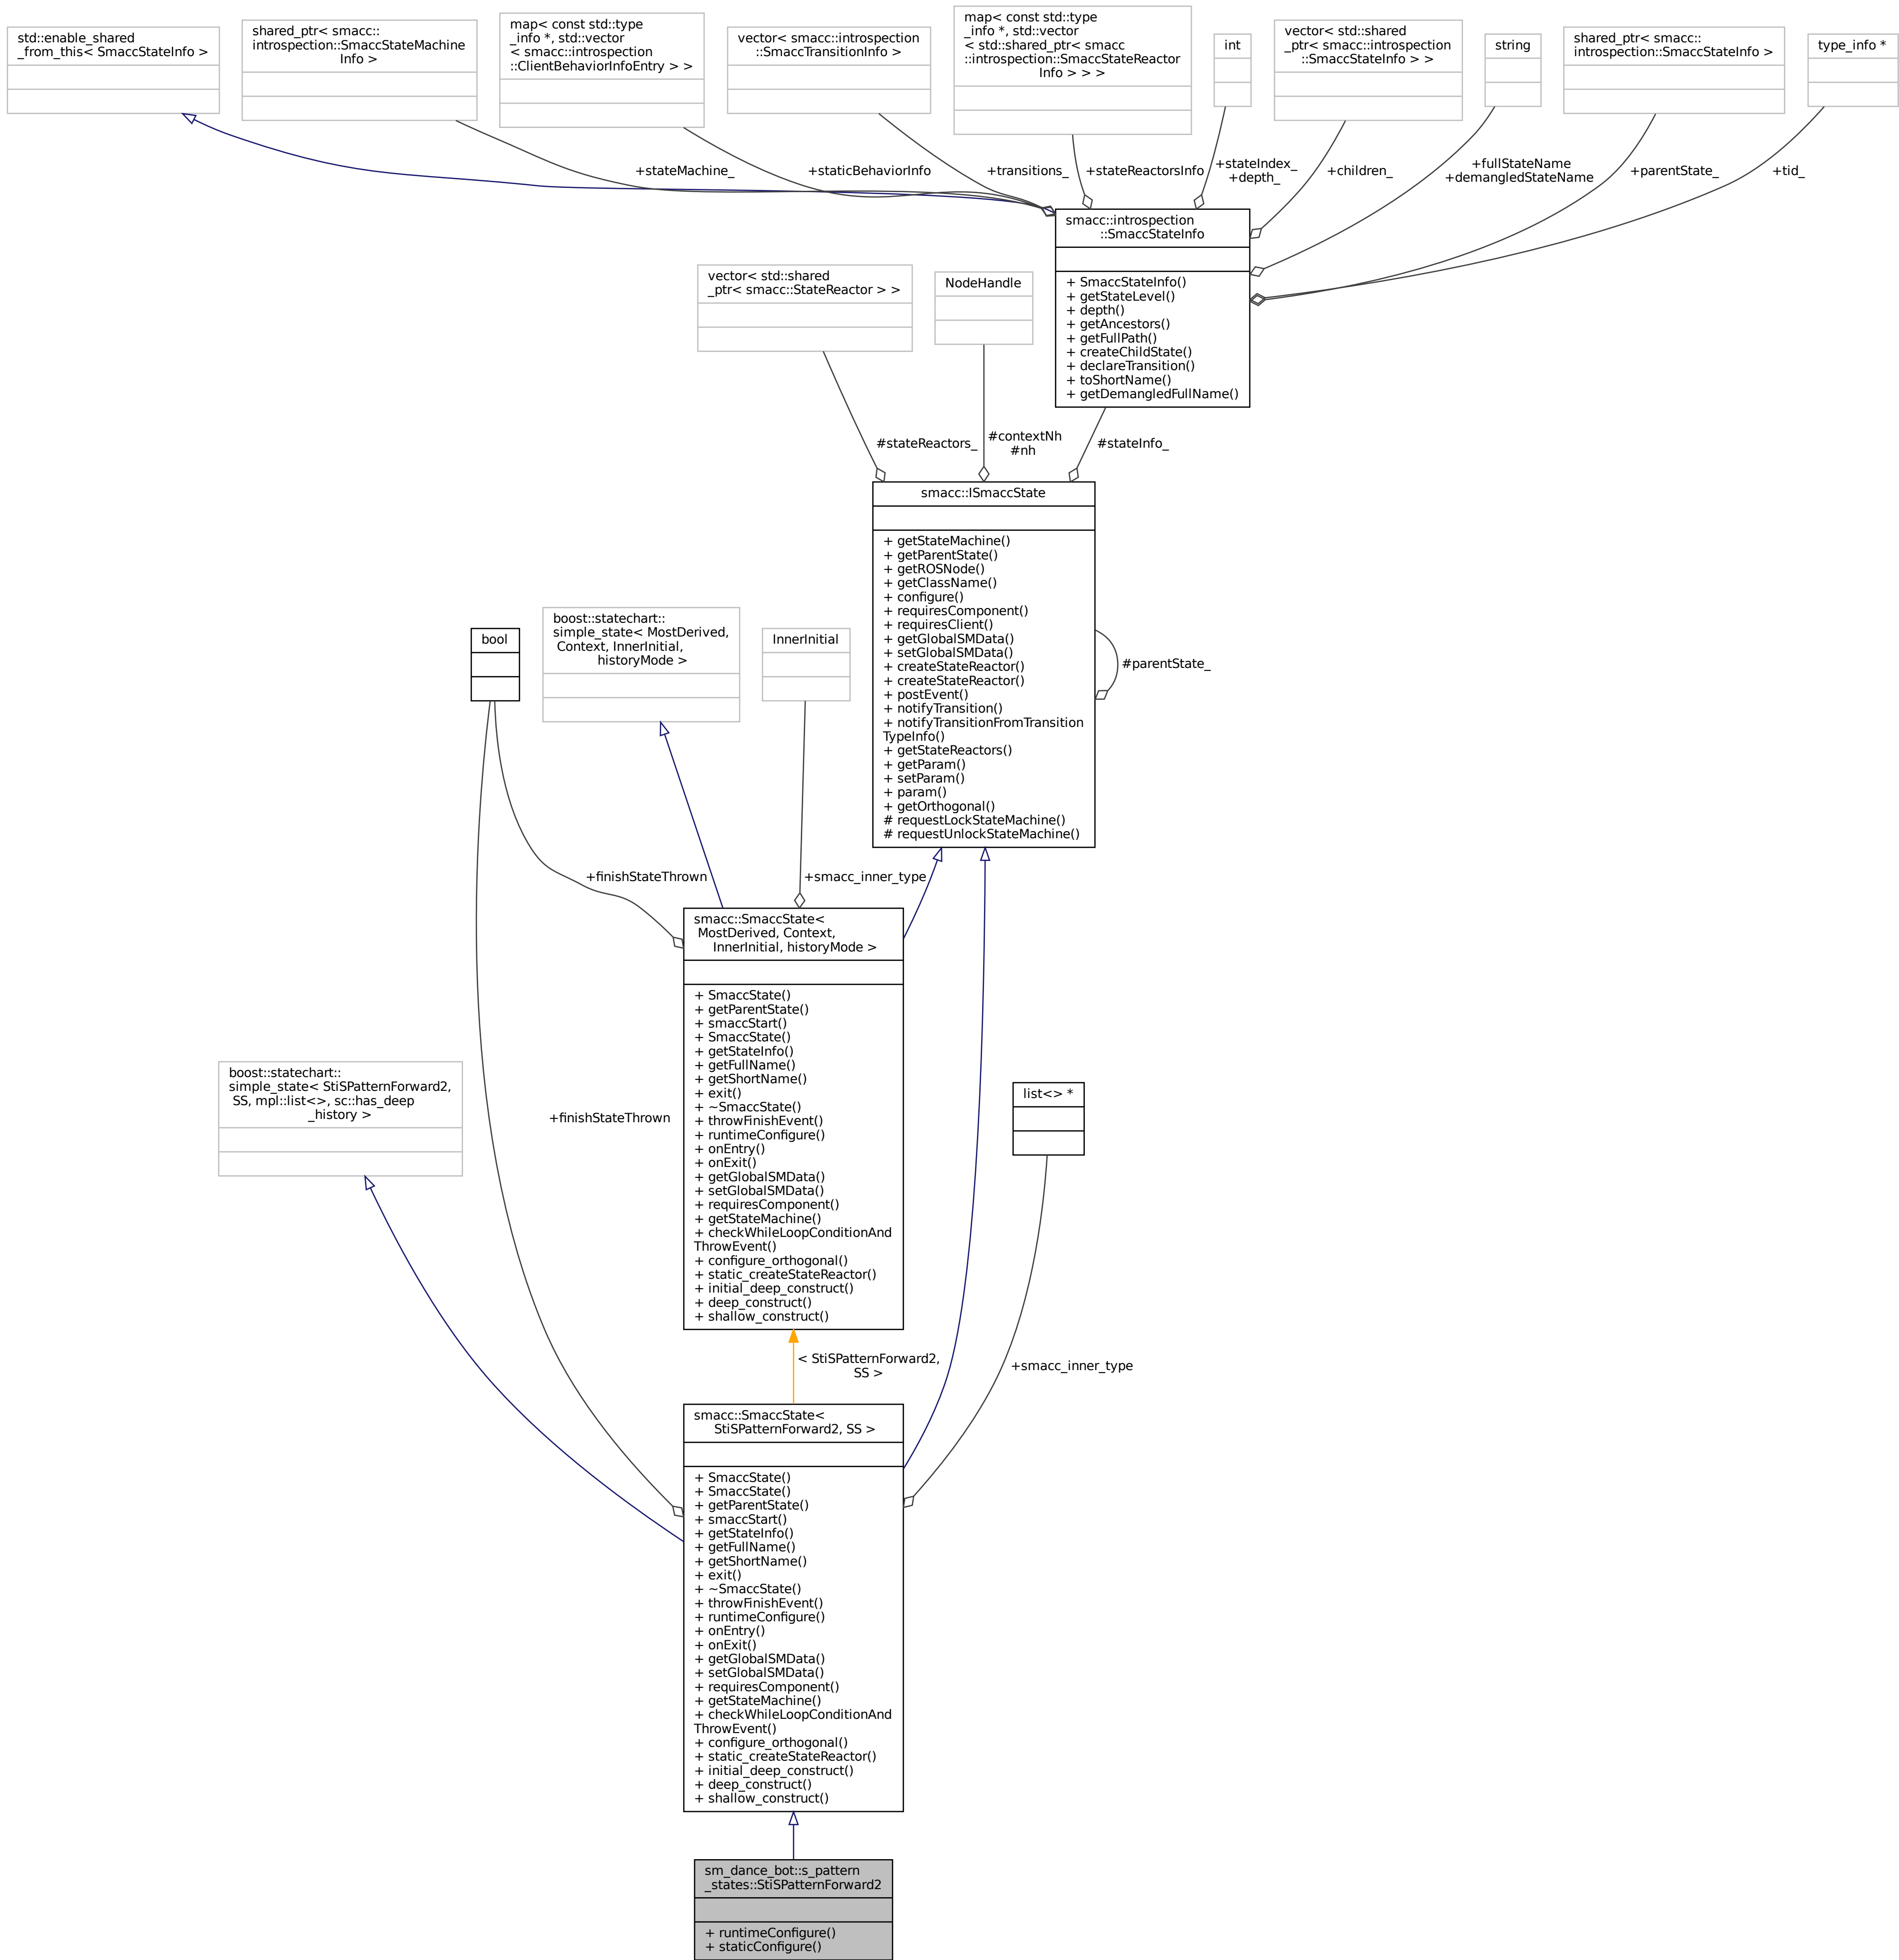 std::enable_shared
_from_this< SmaccStateInfo >
shared_ptr< smacc::
introspection::SmaccStateMachine
Info >
map< const std::type
_info *, std::vector
< smacc::introspection
::ClientBehaviorInfoEntry > >
vector< smacc::introspection
::SmaccTransitionInfo >
map< const std::type
_info *, std::vector
< std::shared_ptr< smacc
::introspection::SmaccStateReactor
Info > > >
int
vector< std::shared
_ptr< smacc::introspection
::SmaccStateInfo > >
string
shared_ptr< smacc::
introspection::SmaccStateInfo >
type_info *
+stateMachine_
+staticBehaviorInfo
+transitions_
+stateReactorsInfo
+stateIndex_
+depth_
+children_
+fullStateName
+demangledStateName
+parentState_
+tid_
smacc::introspection
::SmaccStateInfo
+ SmaccStateInfo()
+ getStateLevel()
+ depth()
+ getAncestors()
+ getFullPath()
+ createChildState()
+ declareTransition()
+ toShortName()
+ getDemangledFullName()
vector< std::shared
_ptr< smacc::StateReactor > >
NodeHandle
#stateReactors_
#contextNh
#nh
#stateInfo_
smacc::ISmaccState
+ getStateMachine()
+ getParentState()
+ getROSNode()
+ getClassName()
+ configure()
+ requiresComponent()
+ requiresClient()
+ getGlobalSMData()
+ setGlobalSMData()
+ createStateReactor()
+ createStateReactor()
+ postEvent()
+ notifyTransition()
+ notifyTransitionFromTransition
TypeInfo()
+ getStateReactors()
+ getParam()
+ setParam()
+ param()
+ getOrthogonal()
# requestLockStateMachine()
# requestUnlockStateMachine()
#parentState_
bool
boost::statechart::
simple_state< MostDerived,
Context, InnerInitial,
historyMode >
InnerInitial
+finishStateThrown
+smacc_inner_type
smacc::SmaccState<
MostDerived, Context,
InnerInitial, historyMode >
+ SmaccState()
+ getParentState()
+ smaccStart()
+ SmaccState()
+ getStateInfo()
+ getFullName()
+ getShortName()
+ exit()
+ ~SmaccState()
+ throwFinishEvent()
+ runtimeConfigure()
+ onEntry()
+ onExit()
+ getGlobalSMData()
+ setGlobalSMData()
+ requiresComponent()
+ getStateMachine()
+ checkWhileLoopConditionAnd
ThrowEvent()
+ configure_orthogonal()
+ static_createStateReactor()
+ initial_deep_construct()
+ deep_construct()
+ shallow_construct()
boost::statechart::
simple_state< StiSPatternForward2,
SS, mpl::list<>, sc::has_deep
_history >
+finishStateThrown
list<> *
< StiSPatternForward2,
SS >
+smacc_inner_type
smacc::SmaccState<
StiSPatternForward2, SS >
+ SmaccState()
+ SmaccState()
+ getParentState()
+ smaccStart()
+ getStateInfo()
+ getFullName()
+ getShortName()
+ exit()
+ ~SmaccState()
+ throwFinishEvent()
+ runtimeConfigure()
+ onEntry()
+ onExit()
+ getGlobalSMData()
+ setGlobalSMData()
+ requiresComponent()
+ getStateMachine()
+ checkWhileLoopConditionAnd
ThrowEvent()
+ configure_orthogonal()
+ static_createStateReactor()
+ initial_deep_construct()
+ deep_construct()
+ shallow_construct()
sm_dance_bot::s_pattern
_states::StiSPatternForward2
+ runtimeConfigure()
+ staticConfigure()